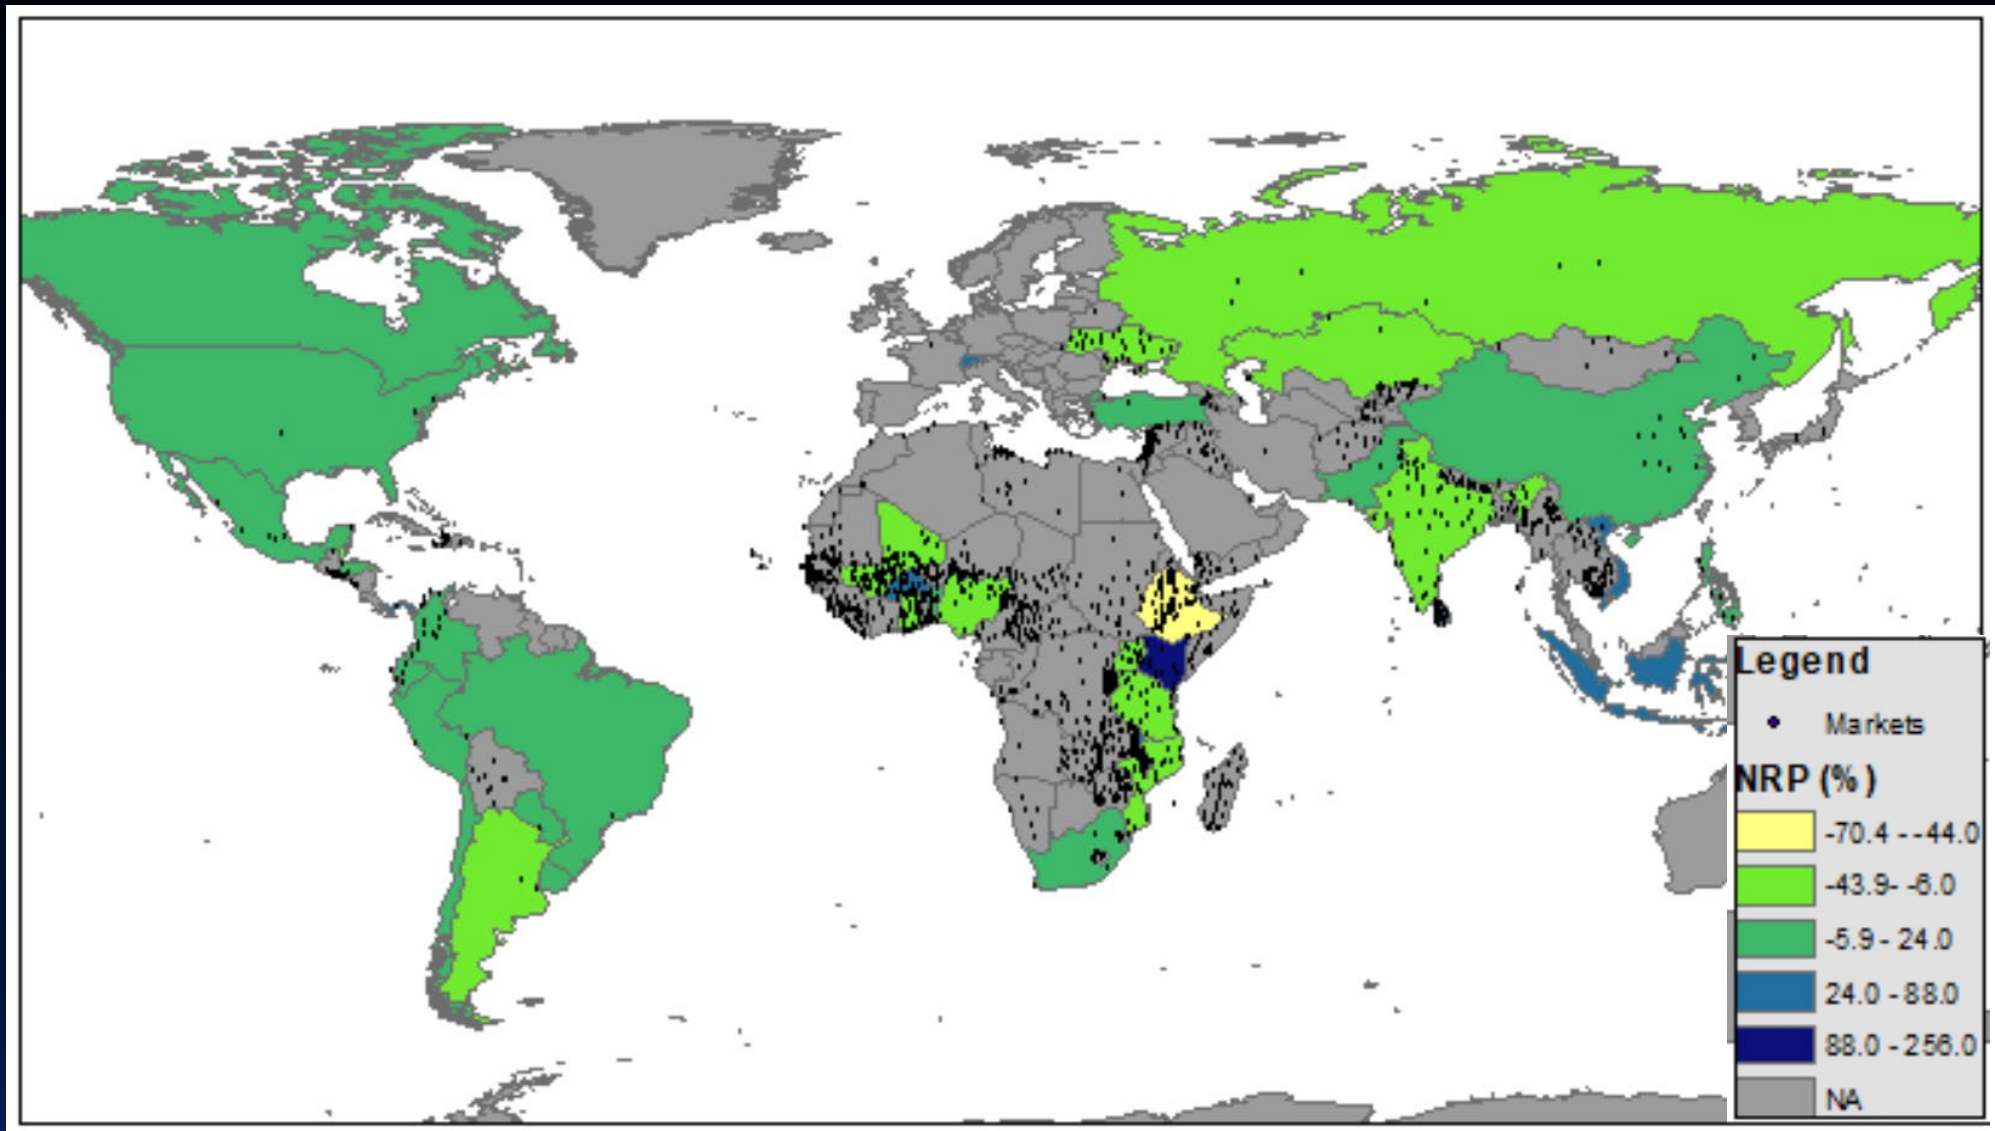 Legend
Markets
NRP (%)
-70.4 - -44.0
-43.9- -6.0
-5.9 - 24.0
24.0 - 88.0
88.0 - 256.0
NA